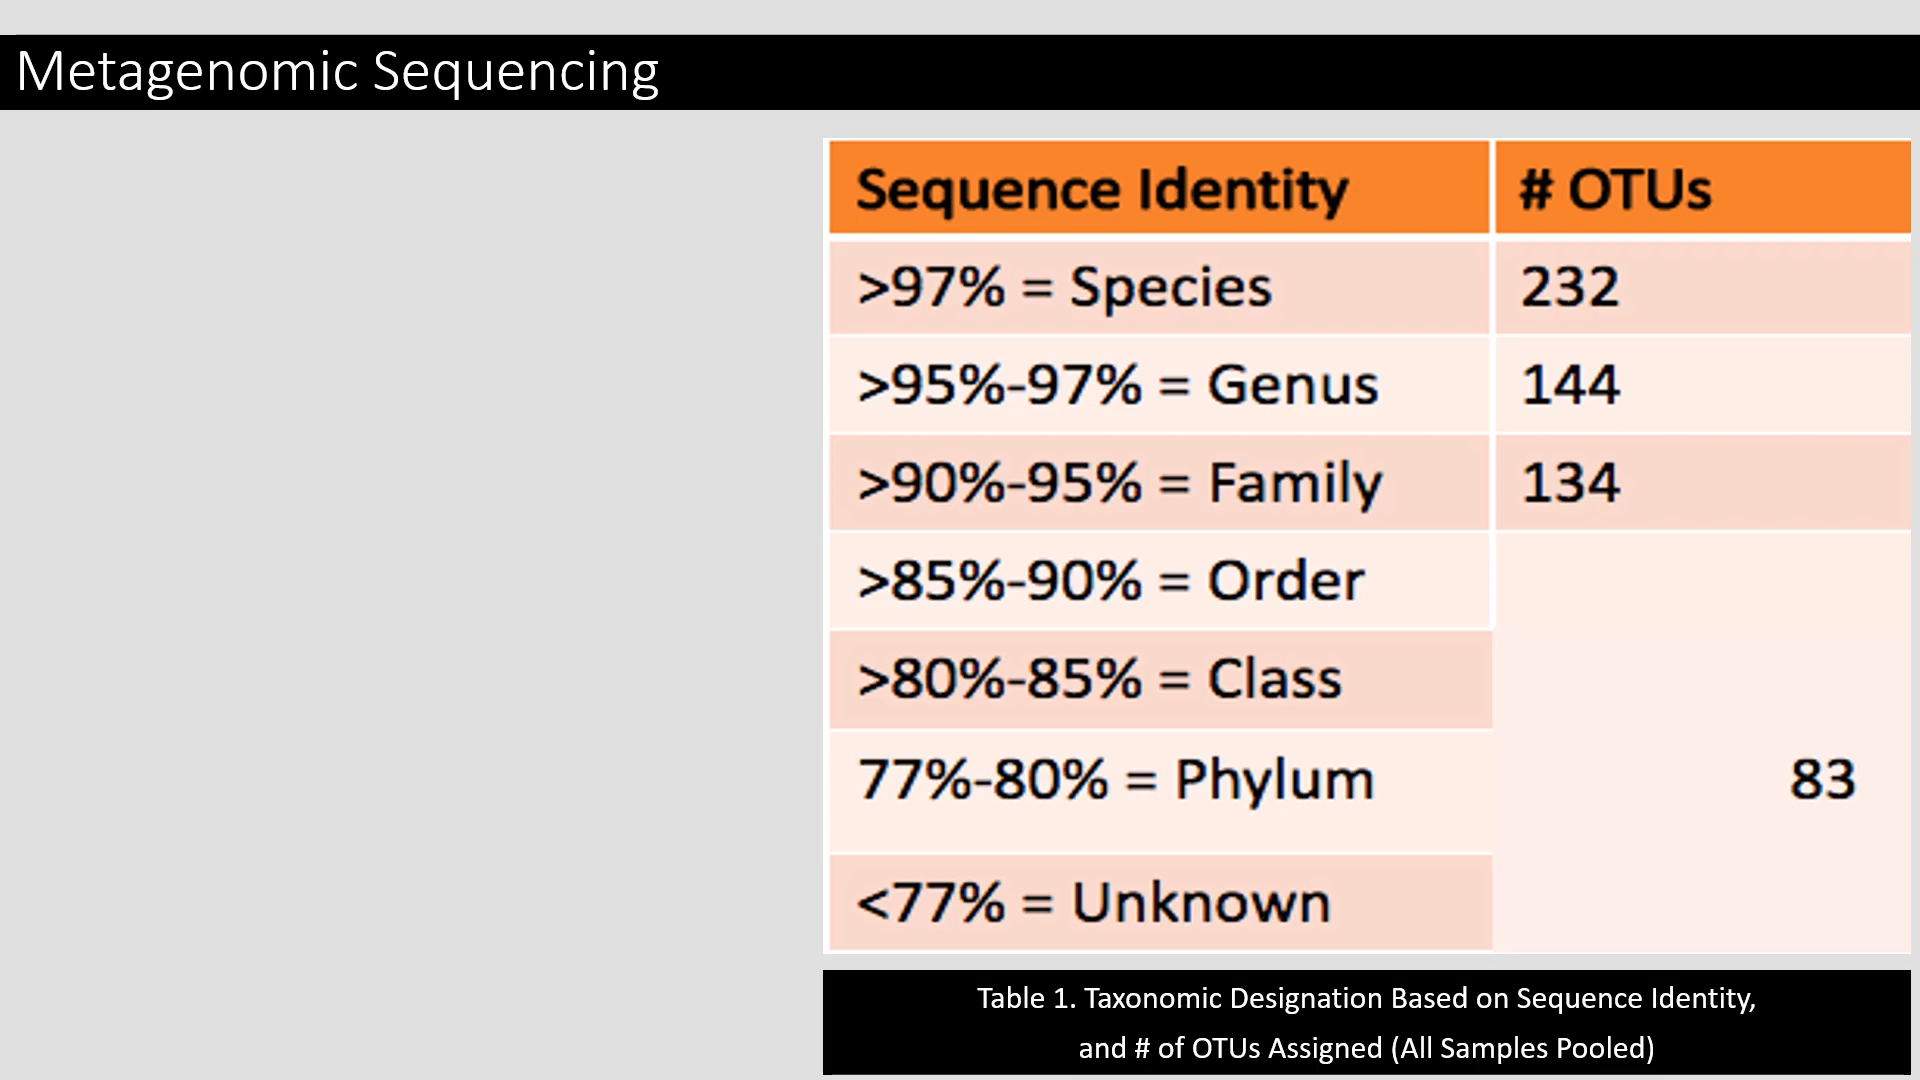 Metagenomic Sequencing
Sequence Identity # OTUs
>97% = Species 232
>95%-97% = Genus 144
>90%-95% = Family 134
>85%-90% = Order
>80%-85% = Class
77%-80% = Phylum 83
<77% = Unknown
Table 1. Taxonomic Designation Based on Sequence Identity,
and # of OTUs Assigned (All Samples Pooled)